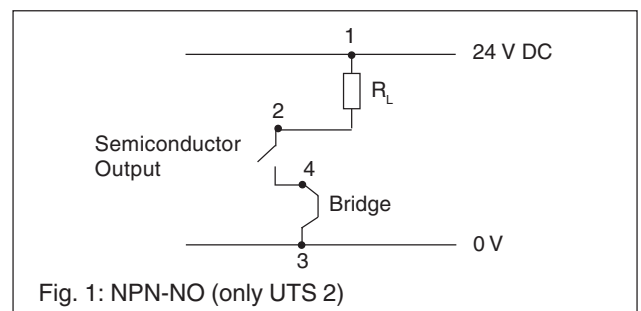 1
24 V DC
R_L
2
Semiconductor
Output
4
Bridge
0 V
3
Fig. 1: NPN-NO (only UTS 2)